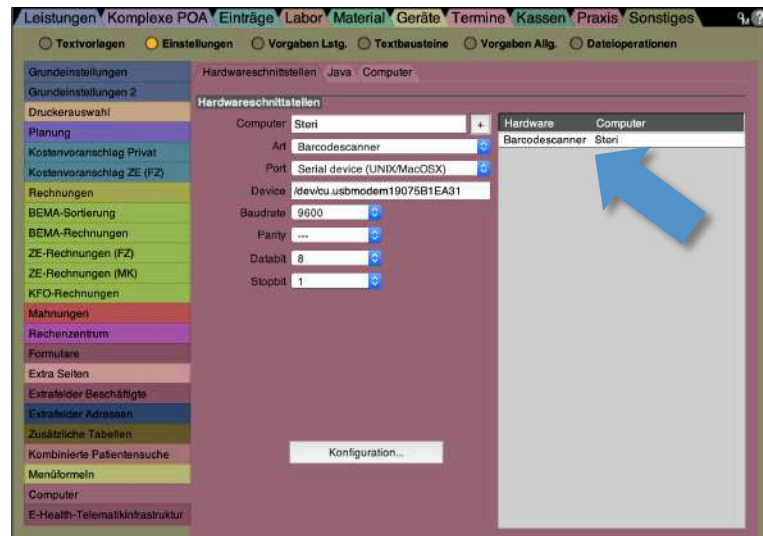 Leistungen Komplexe POA Einträge Labor Material Geräte Termine Kassen Praxis Sonstiges
Textvorlagen Einstellungen Vorgaben Lstg. Textbausteine Vorgaben Allg. Dateioperationen
Grundeinstellungen
Grundeinstellungen 2
Druckerauswahl
Planung
Kostenvoranschlag Privat
Kostenvoranschlag ZE (FZ)
Rechnungen
BEMA-Sortierung
BEMA-Rechnungen
ZE-Rechnungen (FZ)
ZE-Rechnungen (MK)
KFO-Rechnungen
Mahnungen
Rechenzentrum
Formulare
Extra Seiten
Extrafelder Beschäftigte
Extrafelder Adressen
Zusätzliche Tabellen
Kombinierte Patientensuche
Menüformeln
Computer
E-Health-Telematikinfrastruktur
Hardwareschnittstellen Java Computer
Hardwareschnittstellen
Computer Steri +
Art Barcodescanner
Port Serial device (UNIX/MacOSX)
Device /dev/cu.usbmodem19075B1EA31
Baudrate 9600
Parity ---
Databit 8
Stopbit 1
Konfiguration...
Hardware Computer
Barcodescanner Steri